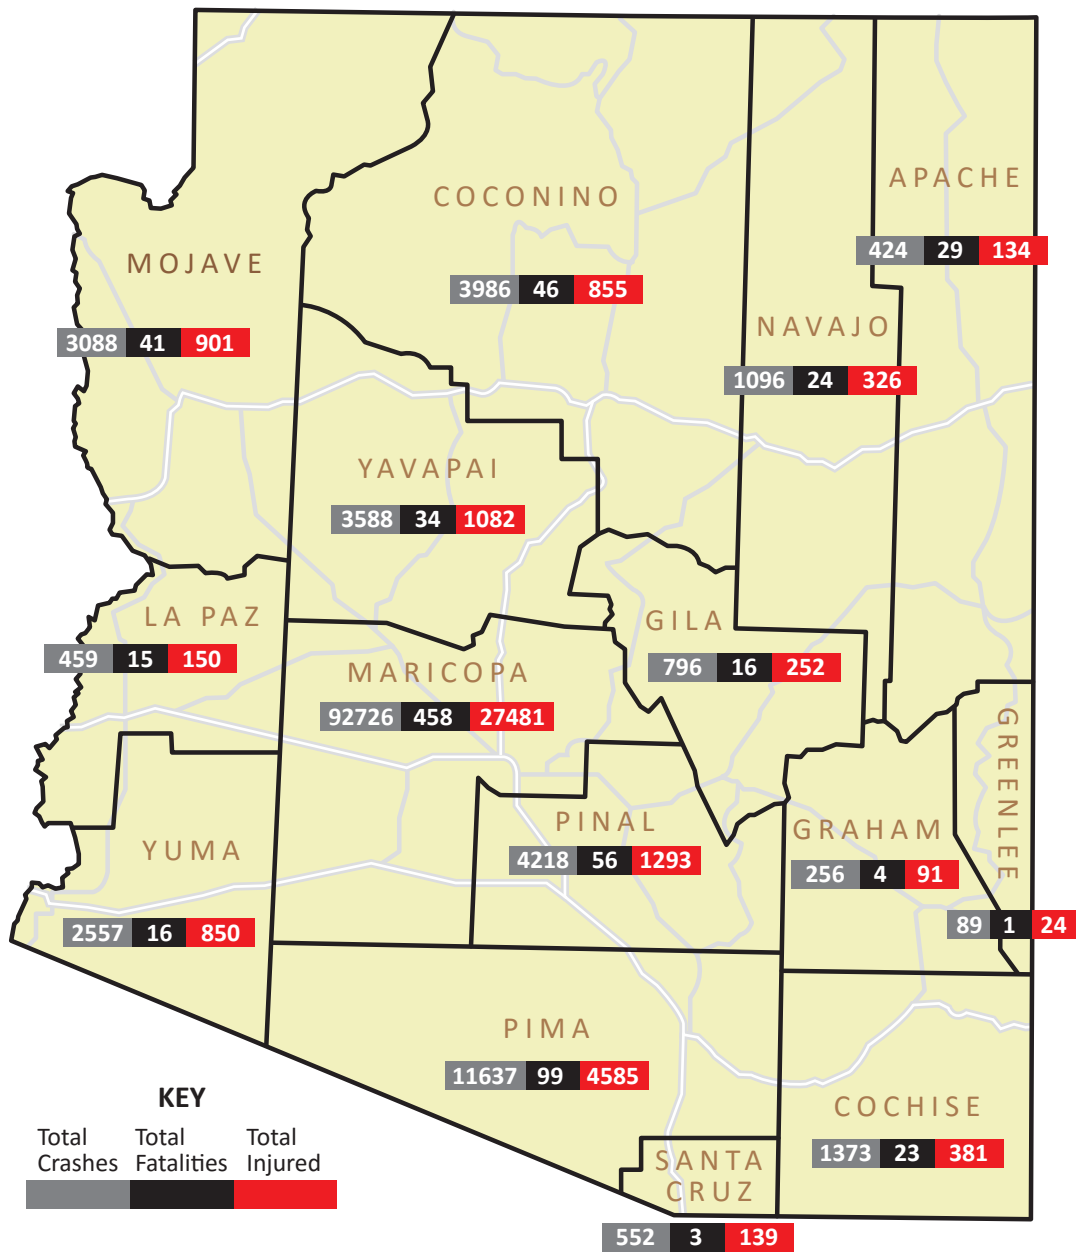 COCONINO
3986 46 855
APACHE
424 29 134
MOJAVE
3088 41 901
NAVAJO
1096 24 326
YAVAPAI
3588 34 1082
LA PAZ
459 15 150
GILA
796 16 252
MARICOPA
92726 458 27481
GREENLEE
89 1 24
PINAL
4218 56 1293
GRAHAM
256 4 91
YUMA
2557 16 850
PIMA
11637 99 4585
COCHISE
1373 23 381
SANTA
CRUZ
552 3 139
KEY
Total Crashes
Total Fatalities
Total Injured